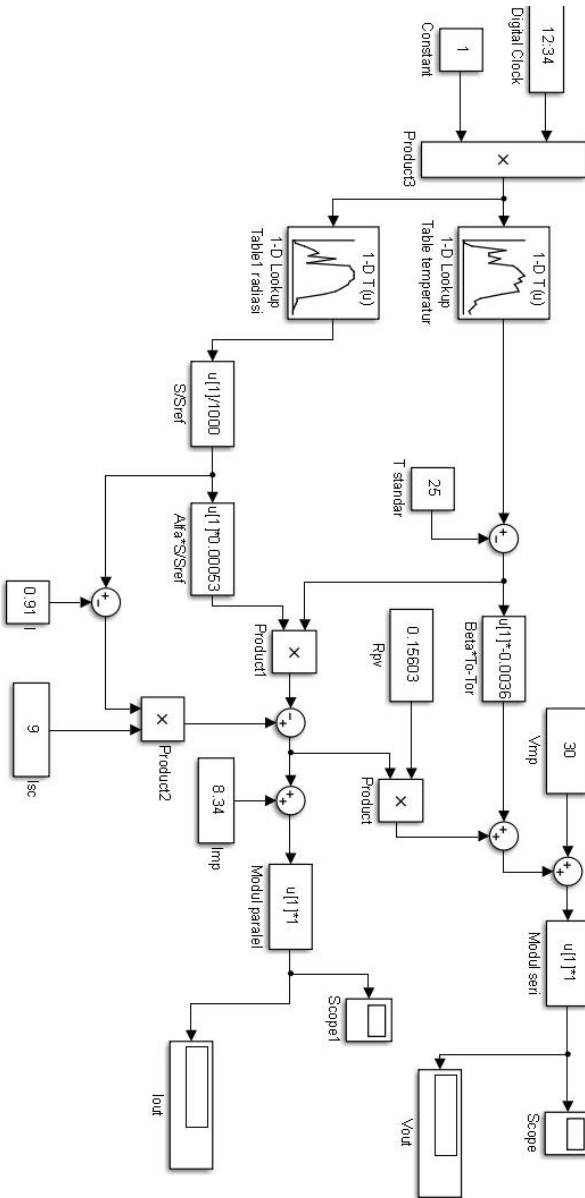 12:34
Digital Clock
1
Constant
×
Product3
1-D T(u)
1-D Lookup
Table temperatur
1-D T(u)
1-D Lookup
Table1 radiasi
u[1]/1000
S/Sref
25
T standar
u[1]*0.00053
Alfa*S/Sref
u[1]*-0.0036
Beta*To-Tor
0.91
I
9
Isc
×
Product1
×
Product2
0.15603
Rpv
×
Product
30
Vmp
8.34
Imp
u[1]*1
Modul paralel
u[1]*1
Modul seri
Scope1
Iout
Vout
Scope